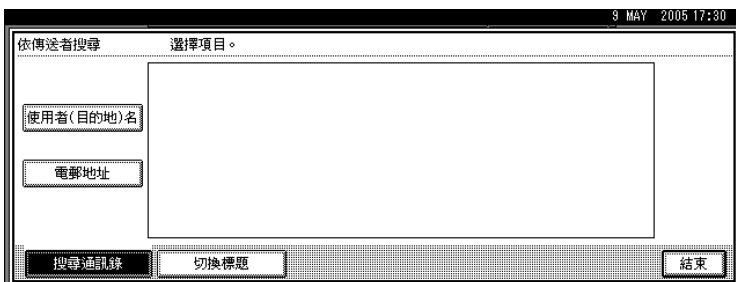 9 MAY 2005 17:30
依傳送者搜尋 選擇項目。
使用者(目的地)名
電郵地址
搜尋通訊錄 切換標題 結束